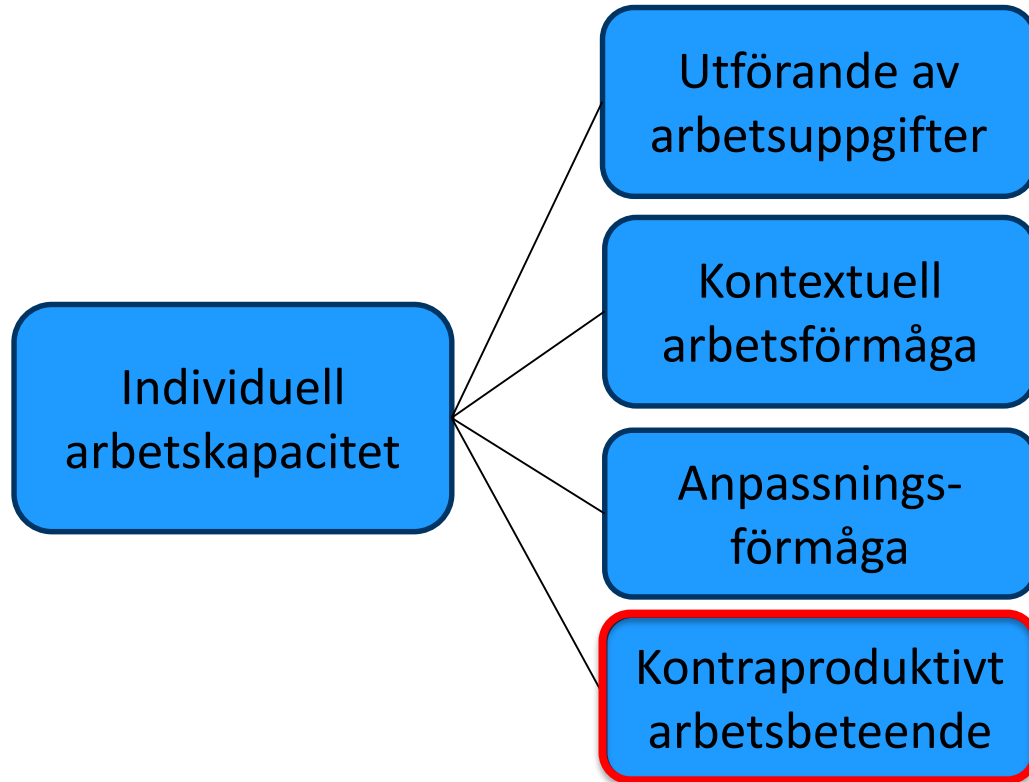 Utförande av
arbetsuppgifter
Kontextuell
arbetsförmåga
Individuell
arbetskapacitet
Anpassnings-
förmåga
Kontraproduktivt
arbetsbeteende